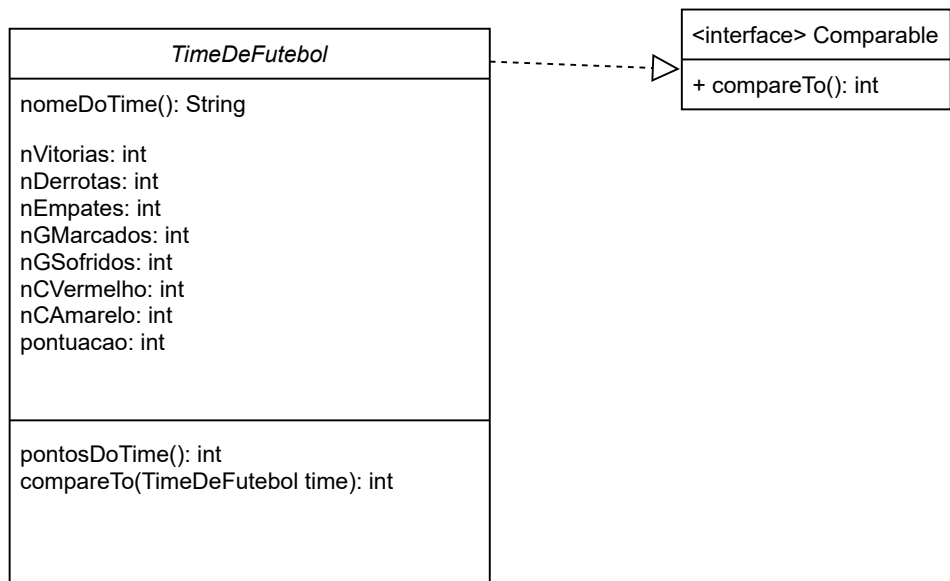 TimeDeFutebol
nomeDoTime(): String
nVitorias: int
nDerrotas: int
nEmpates: int
nGMarcados: int
nGSofridos: int
nCVermelho: int
nCAmarelo: int
pontuacao: int
pontosDoTime(): int
compareTo(TimeDeFutebol time): int
<interface> Comparable
+ compareTo(): int